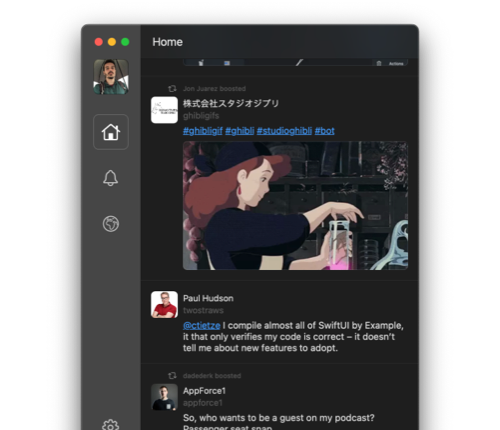 Home
Actions
Jon Juarez boosted
株式会社スタジオジブリ
ghibligifs
#ghibligif #ghibli #studioghibli #bot
Paul Hudson
twostraws
@ctietze I compile almost all of SwiftUI by Example,
it that only verifies my code is correct – it doesn't
tell me about new features to adopt.
dadederk boosted
AppForce1
appforce1
So, who wants to be a guest on my podcast?
Passenger seat span